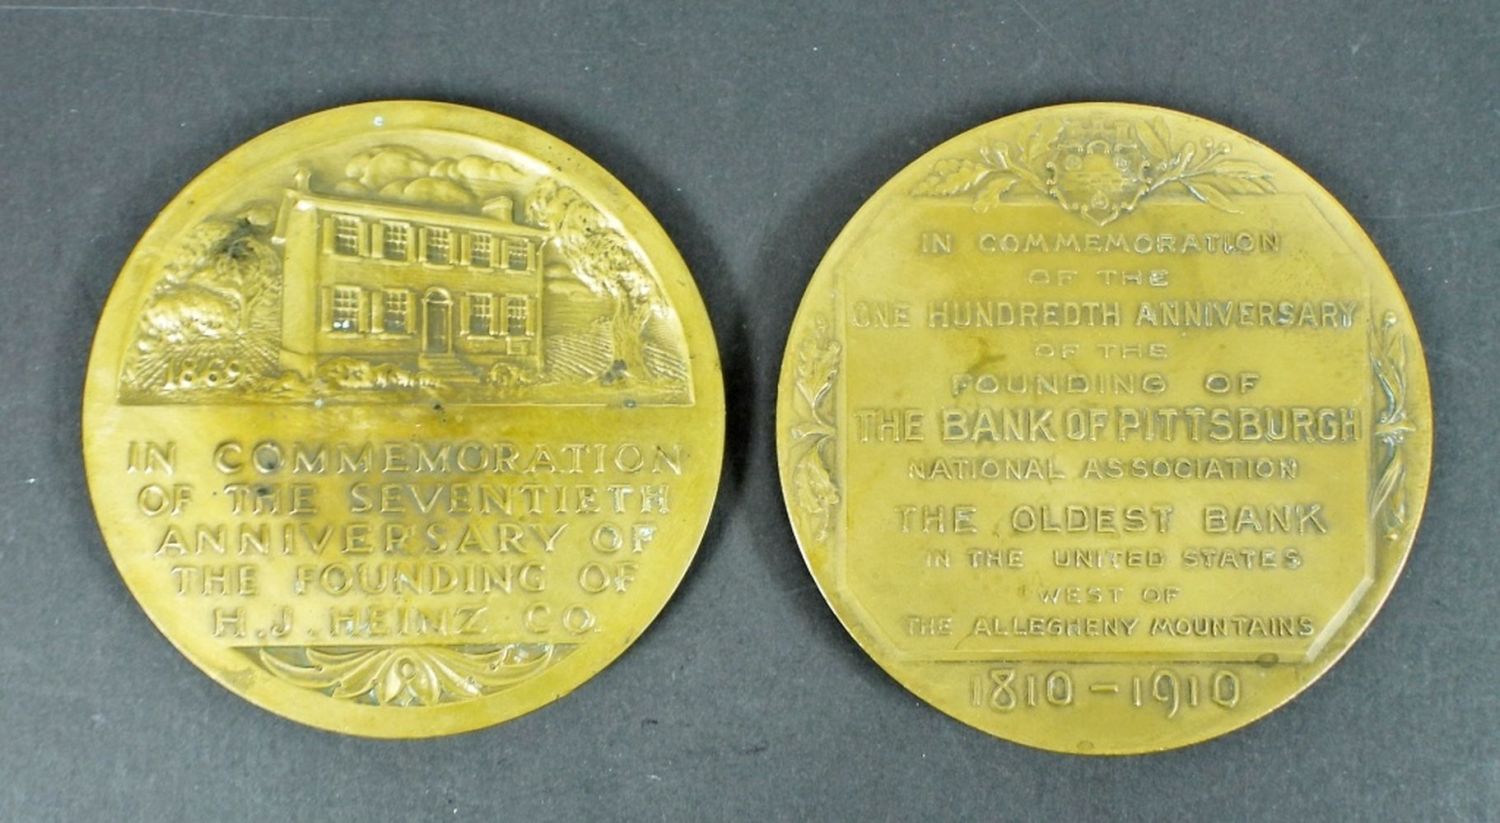 1869
IN COMMEMORATION
OF THE SEVENTIETH
ANNIVERSARY OF
THE FOUNDING OF
H.J. HEINZ CO.
IN COMMEMORATION
OF THE
ONE HUNDREDTH ANNIVERSARY
OF THE
FOUNDING OF
THE BANK OF PITTSBURGH
NATIONAL ASSOCIATION
THE OLDEST BANK
IN THE UNITED STATES
WEST OF
THE ALLEGHENY MOUNTAINS
1810-1910